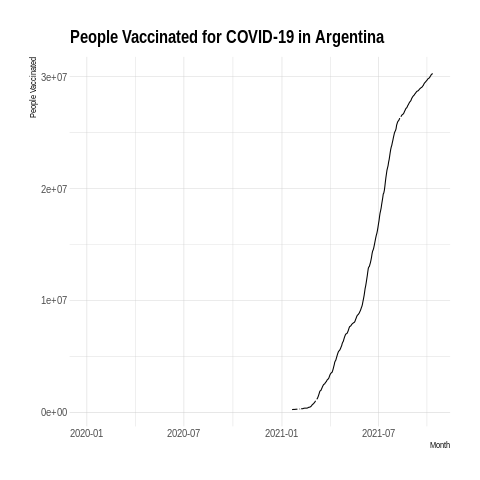 People Vaccinated for COVID-19 in Argentina
People Vaccinated
3e+07
2e+07
1e+07
0e+00
2020-01 2020-07 2021-01 2021-07
Month